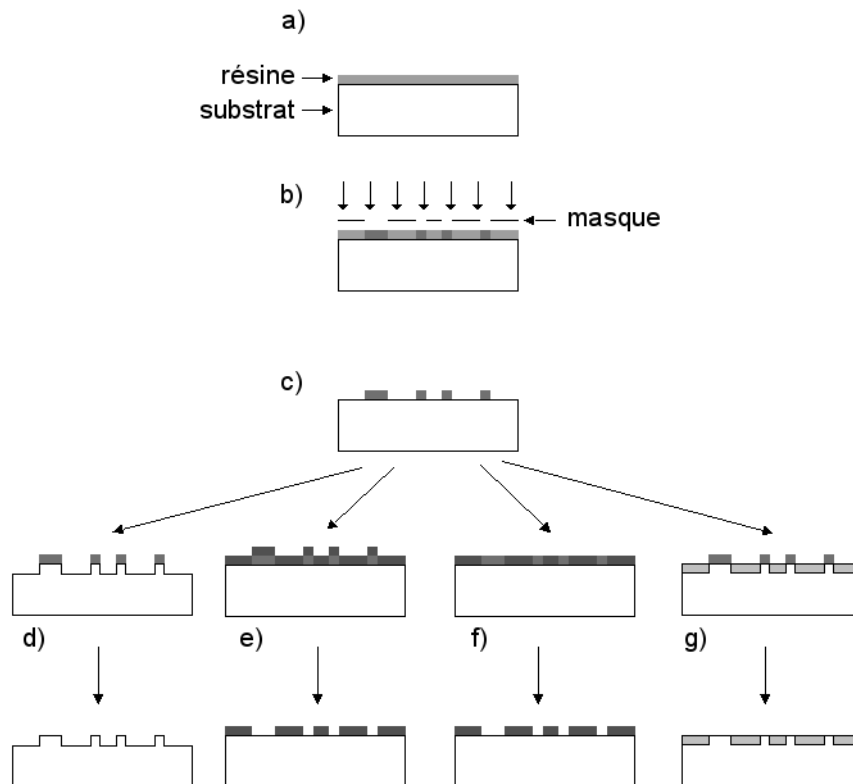 a)
résine
substrat
b)
masque
c)
d)
e)
f)
g)